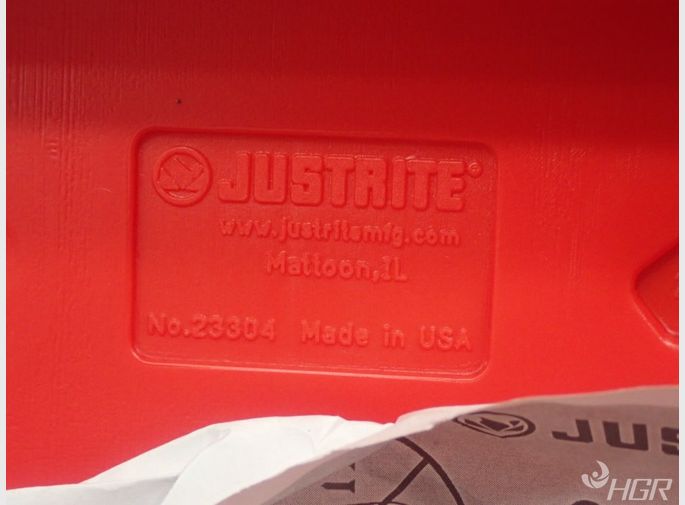 JUSTRITE®
www.justritemfg.com
Mattoon, IL
No.23304 Made in USA
JUS
HGR